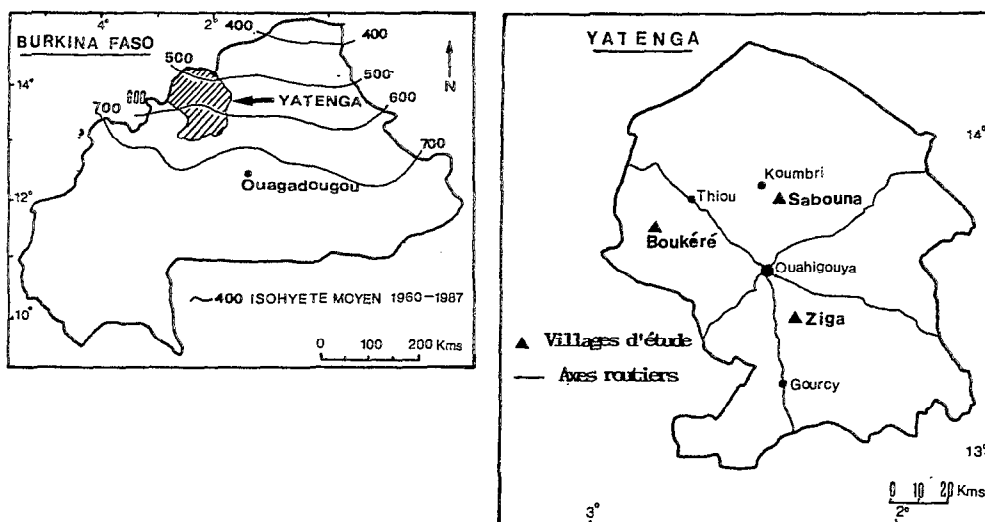 4°
2°
BURKINA FASO
400
400
500
500
14°
600
YATENGA
600
700
700
N
12°
Ouagadougou
400 ISOHYETE MOYEN 1960-1987
10°
0 100 200 Kms
YATENGA
14°
Koumbri
Thiou
Sabouna
Boukéré
Ouahigouya
Ziga
Villages d'étude
Axes routiers
Gourcy
13°
0 10 20 Kms
3°
2°